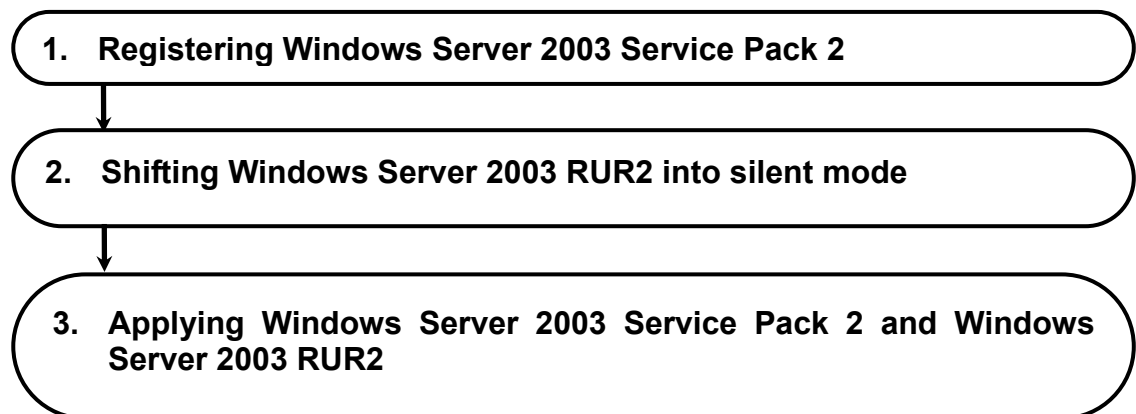 1. Registering Windows Server 2003 Service Pack 2
2. Shifting Windows Server 2003 RUR2 into silent mode
3. Applying Windows Server 2003 Service Pack 2 and Windows
Server 2003 RUR2